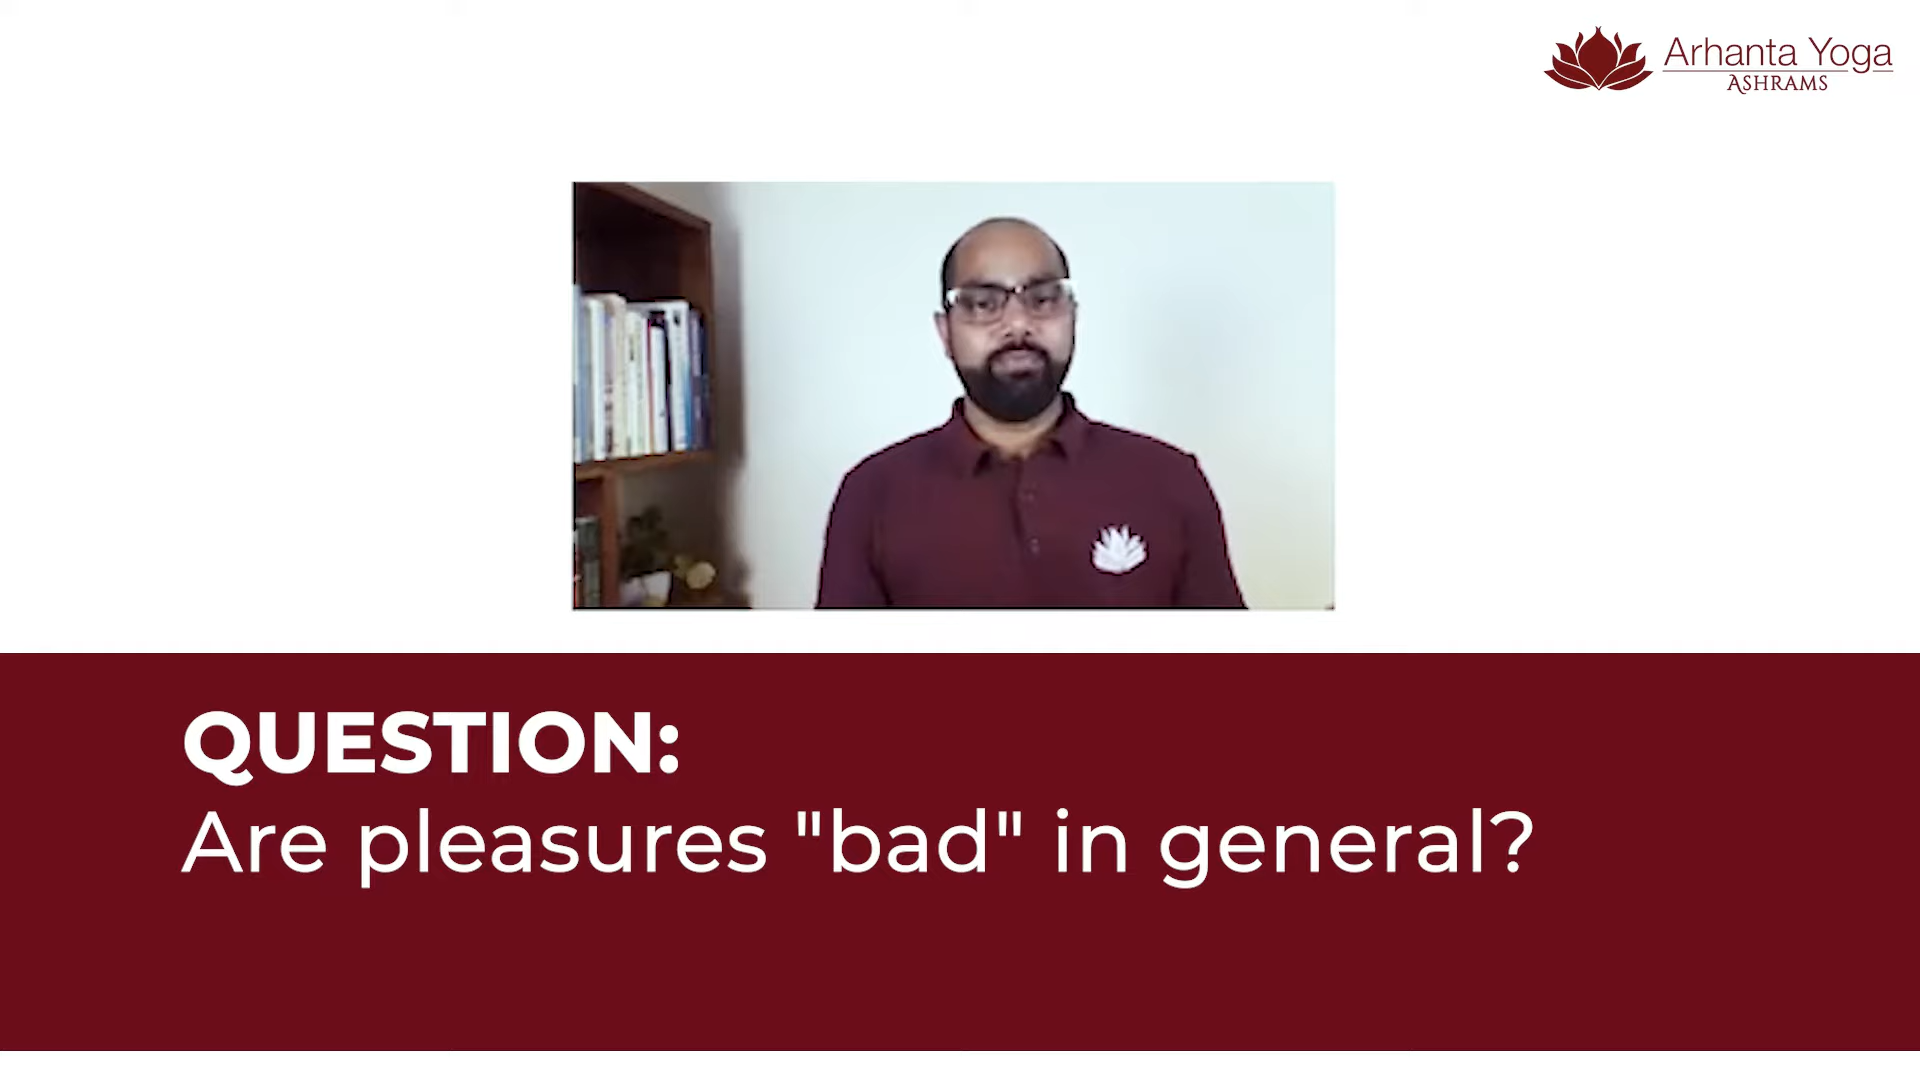 Arhanta Yoga
ASHRAMS
QUESTION:
Are pleasures "bad" in general?